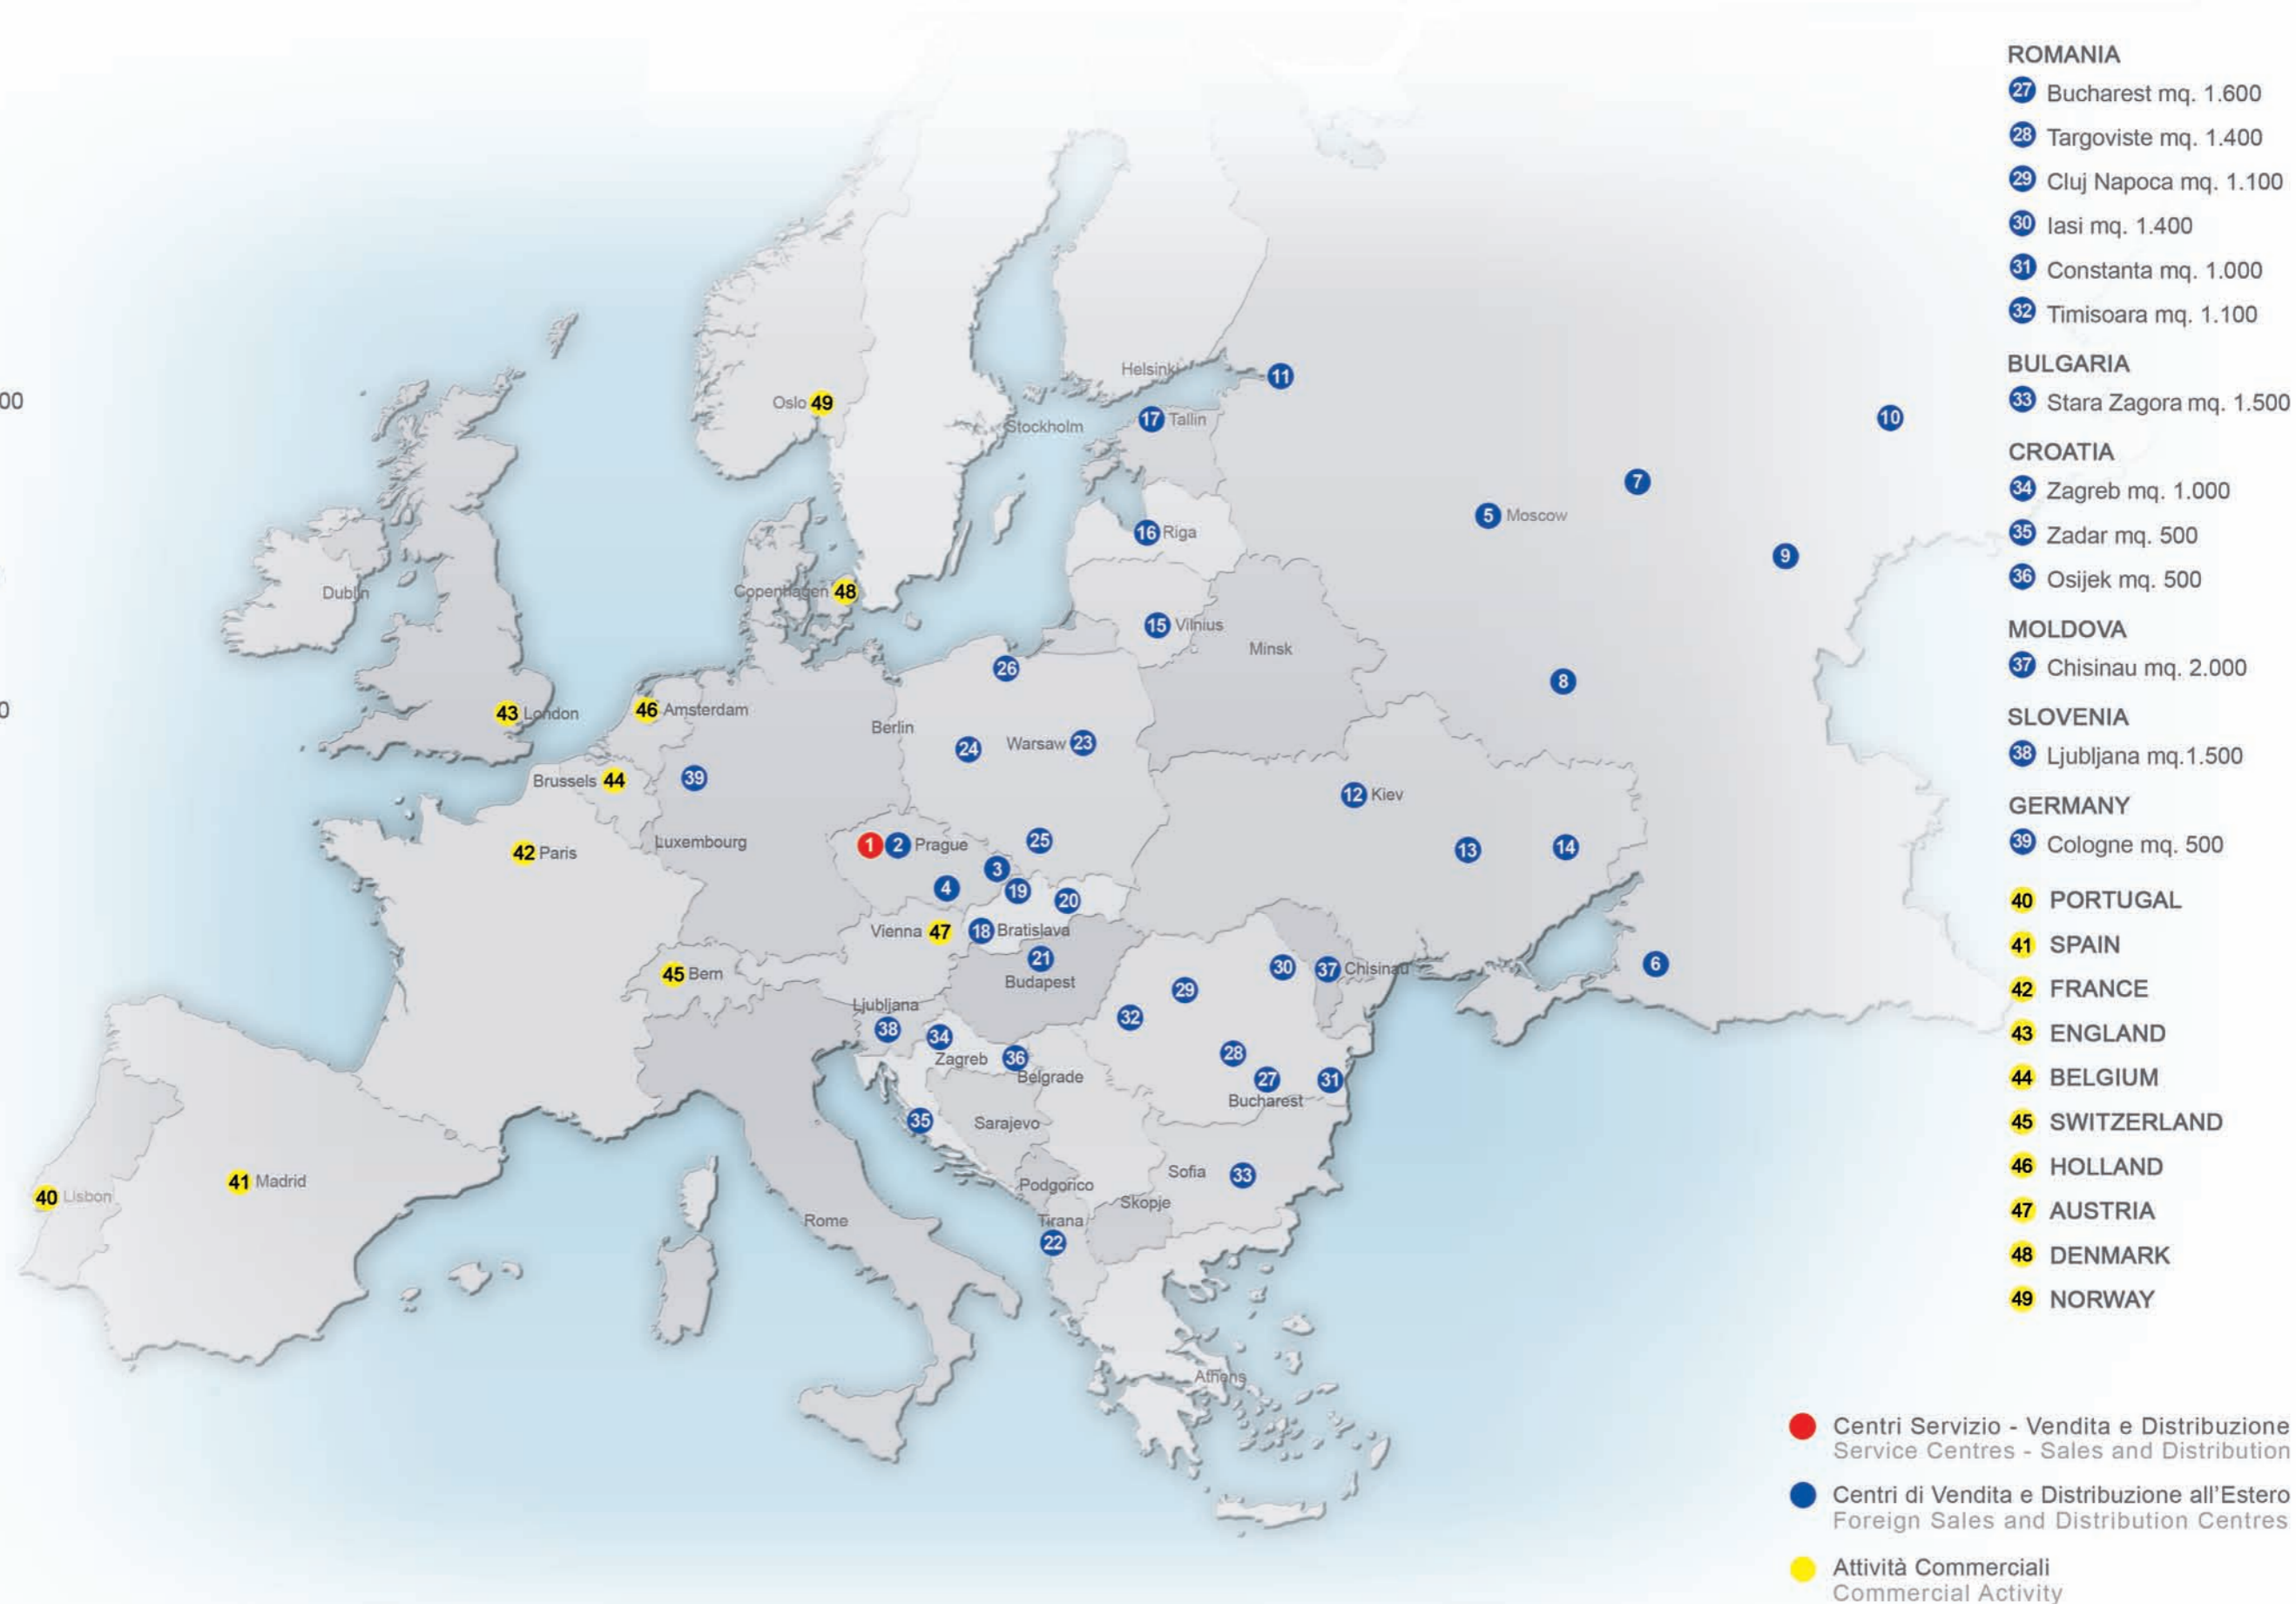 00
0
11
Helsinki
Oslo 49
17 Tallin
Stockholm
10
7
5 Moscow
16 Riga
9
Dublin
Copenhagen 48
15 Vilnius
Minsk
26
8
43 London
46 Amsterdam
Berlin
24
Warsaw 23
39
Brussels 44
12 Kiev
Luxembourg
1 2 Prague
25
13
14
42 Paris
3
4
19
20
Vienna 47
18 Bratislava
21
Budapest
45 Bern
30
37 Chisinau
6
29
Ljubljana
38
32
34
Zagreb
36
Belgrade
28
27
Bucharest
31
35
Sarajevo
Sofia
33
40 Lisbon
41 Madrid
Podgorico
Skopje
Rome
Tirana
22
Athens
ROMANIA
27 Bucharest mq. 1.600
28 Targoviste mq. 1.400
29 Cluj Napoca mq. 1.100
30 Iasi mq. 1.400
31 Constanta mq. 1.000
32 Timisoara mq. 1.100
BULGARIA
33 Stara Zagora mq. 1.500
CROATIA
34 Zagreb mq. 1.000
35 Zadar mq. 500
36 Osijek mq. 500
MOLDOVA
37 Chisinau mq. 2.000
SLOVENIA
38 Ljubljana mq.1.500
GERMANY
39 Cologne mq. 500
40 PORTUGAL
41 SPAIN
42 FRANCE
43 ENGLAND
44 BELGIUM
45 SWITZERLAND
46 HOLLAND
47 AUSTRIA
48 DENMARK
49 NORWAY
Centri Servizio - Vendita e Distribuzione
Service Centres - Sales and Distribution
Centri di Vendita e Distribuzione all'Estero
Foreign Sales and Distribution Centres
Attività Commerciali
Commercial Activity